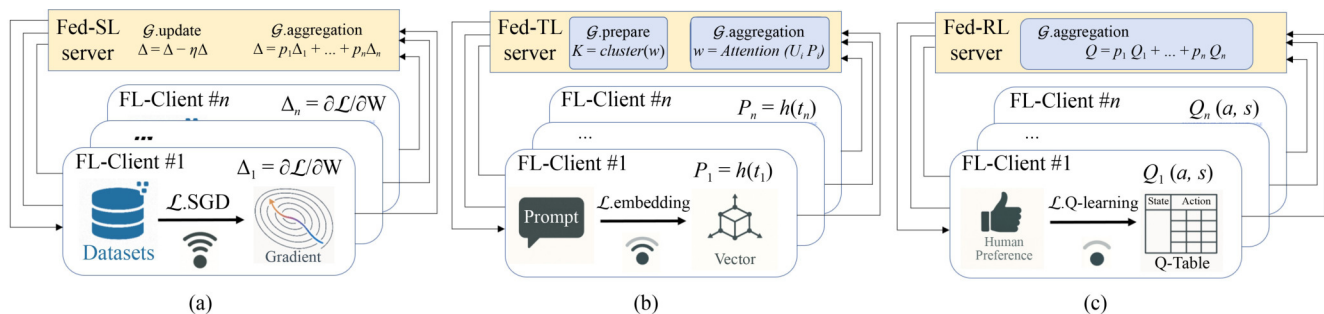 Fed-SL
server
𝒢.update
Δ = Δ − ηΔ
𝒢.aggregation
Δ = p₁Δ₁ + ... + pₙΔₙ
FL-Client #n
Δₙ = ∂ℒ/∂W
...
FL-Client #1
Δ₁ = ∂ℒ/∂W
ℒ.SGD
Datasets
Gradient
(a)
Fed-TL
server
𝒢.prepare
K = cluster(w)
𝒢.aggregation
w = Attention (Uᵢ Pᵢ)
FL-Client #n
Pₙ = h(tₙ)
...
FL-Client #1
P₁ = h(t₁)
Prompt
ℒ.embedding
Vector
(b)
Fed-RL
server
𝒢.aggregation
Q = p₁ Q₁ + ... + pₙ Qₙ
FL-Client #n
Qₙ (a, s)
...
FL-Client #1
Q₁ (a, s)
ℒ.Q-learning
State
Action
Human
Preference
Q-Table
(c)